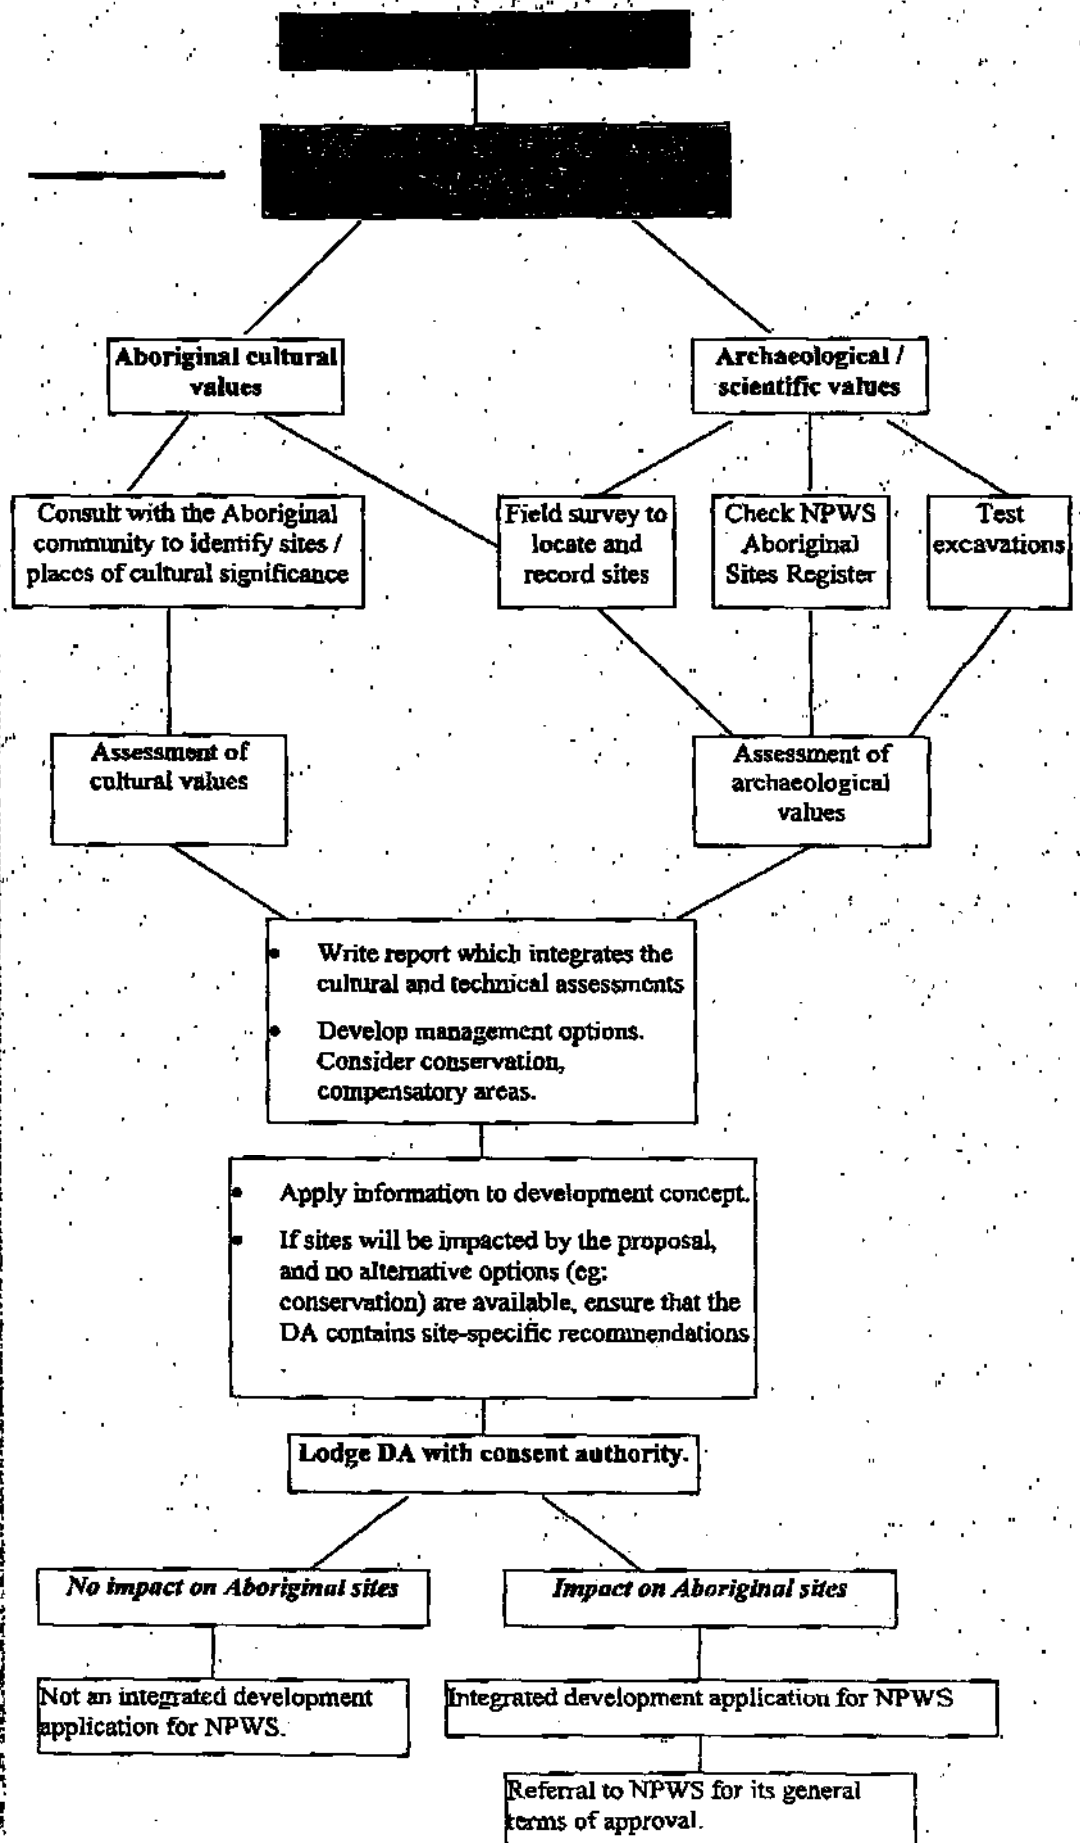 Aboriginal cultural
values
Archaeological /
scientific values
Consult with the Aboriginal
community to identify sites /
places of cultural significance
Field survey to
locate and
record sites
Check NPWS
Aboriginal
Sites Register
Test
excavations
Assessment of
cultural values
Assessment of
archaeological
values
• Write report which integrates the
cultural and technical assessments
• Develop management options.
Consider conservation,
compensatory areas.
• Apply information to development concept.
• If sites will be impacted by the proposal,
and no alternative options (eg:
conservation) are available, ensure that the
DA contains site-specific recommendations
Lodge DA with consent authority.
No impact on Aboriginal sites
Impact on Aboriginal sites
Not an integrated development
application for NPWS.
Integrated development application for NPWS
Referral to NPWS for its general
terms of approval.